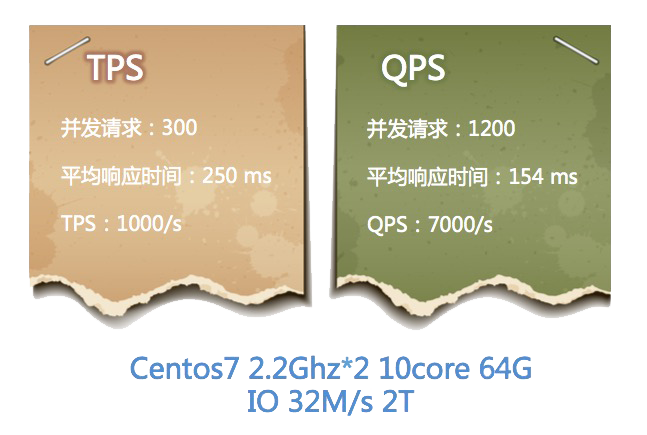 TPS
并发请求：300
平均响应时间：250 ms
TPS：1000/s
QPS
并发请求：1200
平均响应时间：154 ms
QPS：7000/s
Centos7 2.2Ghz*2 10core 64G
IO 32M/s 2T